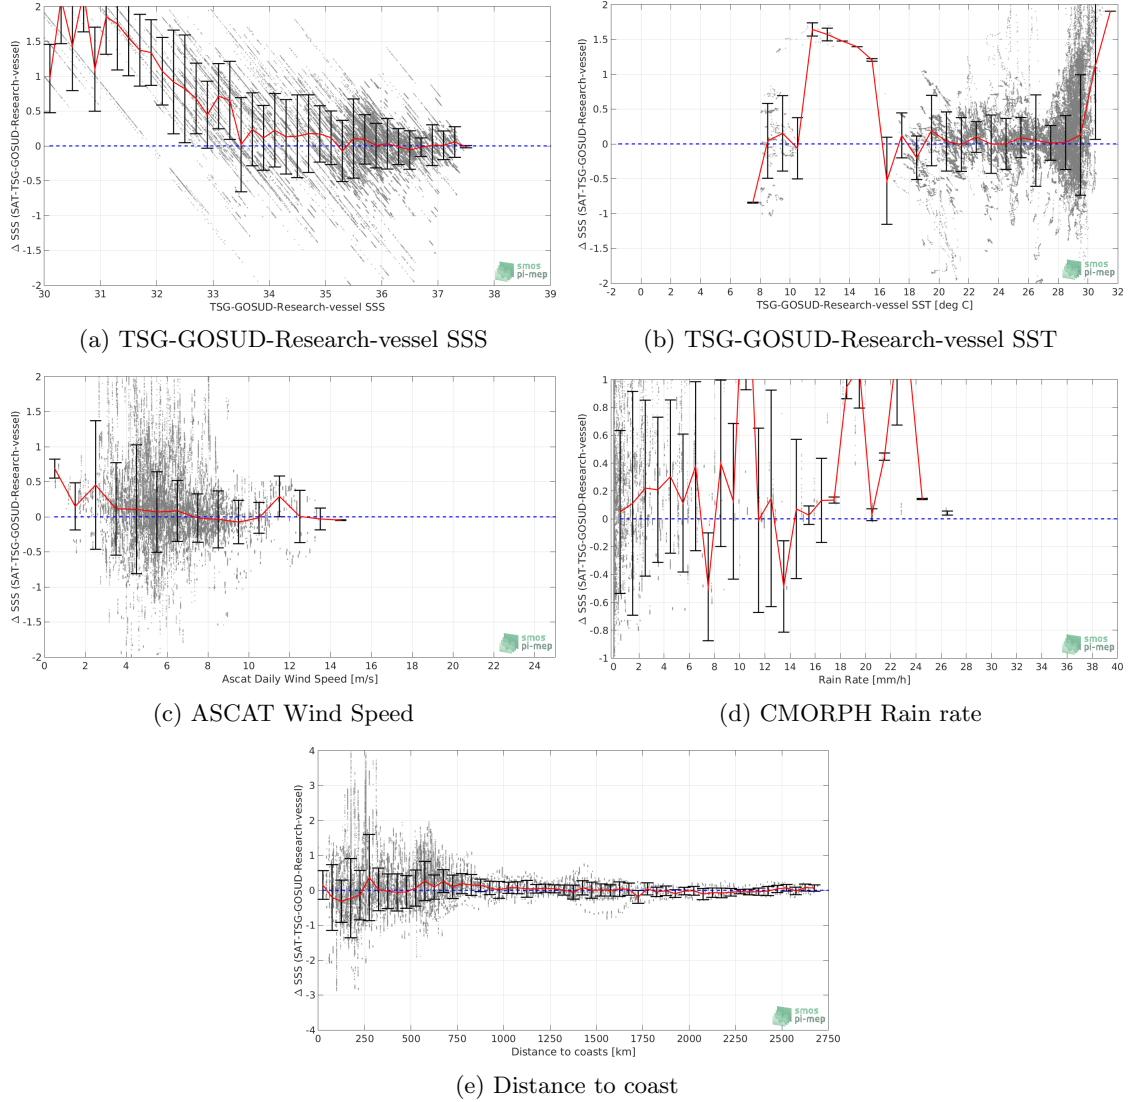 2
1.5
1
0.5
0
-0.5
-1
-1.5
-2
Δ SSS (SAT-TSG-GOSUD-Research-vessel)
30 31 32 33 34 35 36 37 38 39
TSG-GOSUD-Research-vessel SSS
smos
pi-mep
(a) TSG-GOSUD-Research-vessel SSS
2
1.5
1
0.5
0
-0.5
-1
-1.5
-2
Δ SSS (SAT-TSG-GOSUD-Research-vessel)
-2 0 2 4 6 8 10 12 14 16 18 20 22 24 26 28 30 32
TSG-GOSUD-Research-vessel SST [deg C]
smos
pi-mep
(b) TSG-GOSUD-Research-vessel SST
2
1.5
1
0.5
0
-0.5
-1
-1.5
-2
Δ SSS (SAT-TSG-GOSUD-Research-vessel)
0 2 4 6 8 10 12 14 16 18 20 22 24
Ascat Daily Wind Speed [m/s]
smos
pi-mep
(c) ASCAT Wind Speed
1
0.8
0.6
0.4
0.2
0
-0.2
-0.4
-0.6
-0.8
-1
Δ SSS (SAT-TSG-GOSUD-Research-vessel)
0 2 4 6 8 10 12 14 16 18 20 22 24 26 28 30 32 34 36 38 40
Rain Rate [mm/h]
smos
pi-mep
(d) CMORPH Rain rate
4
3
2
1
0
-1
-2
-3
-4
Δ SSS (SAT-TSG-GOSUD-Research-vessel)
0 250 500 750 1000 1250 1500 1750 2000 2250 2500 2750
Distance to coasts [km]
smos
pi-mep
(e) Distance to coast